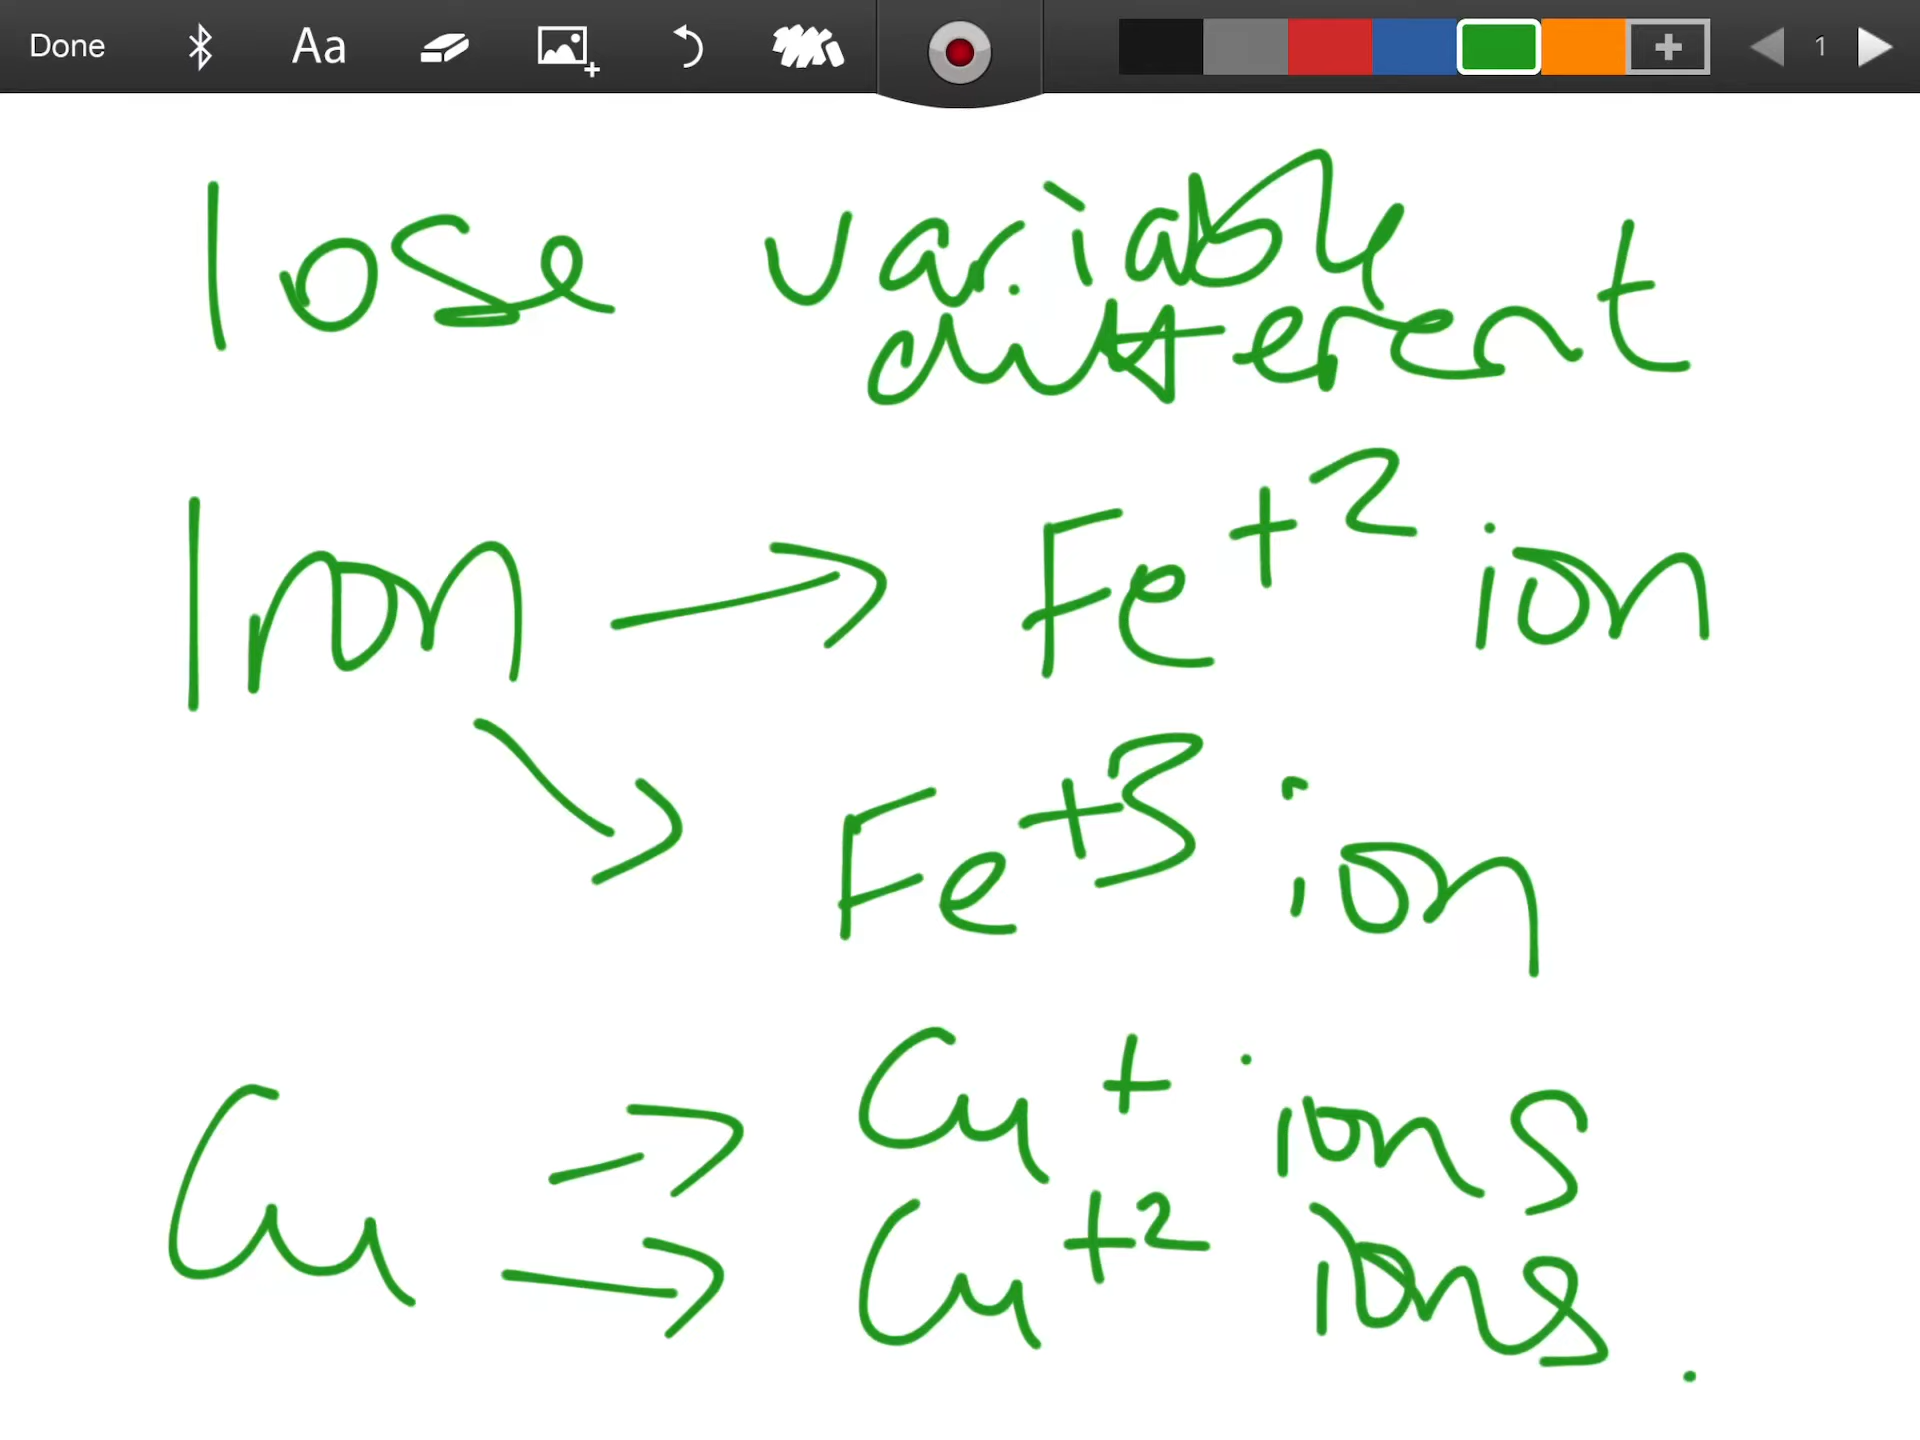 Done Aa 1
lose variable
different
Iron → Fe+2 ion
Fe+3 ion
Cu → Cu+ ions
→ Cu+2 ions.